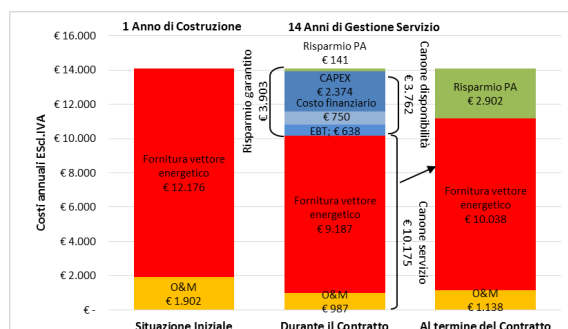 1 Anno di Costruzione
14 Anni di Gestione Servizio
Costi annuali EScl.IVA
€ 16.000
€ 14.000
€ 12.000
€ 10.000
€ 8.000
€ 6.000
€ 4.000
€ 2.000
€ -
Fornitura vettore
energetico
€ 12.176
O&M
€ 1.902
Risparmio garantito
€ 3.903
Risparmio PA
€ 141
CAPEX
€ 2.374
Costo finanziario
€ 750
EBT; € 638
Fornitura vettore
energetico
€ 9.187
O&M
€ 987
Canone disponibilità
€ 3.762
Canone servizio
€ 10.175
Risparmio PA
€ 2.902
Fornitura vettore
energetico
€ 10.038
O&M
€ 1.138
Situazione Iniziale
Durante il Contratto
Al termine del Contratto